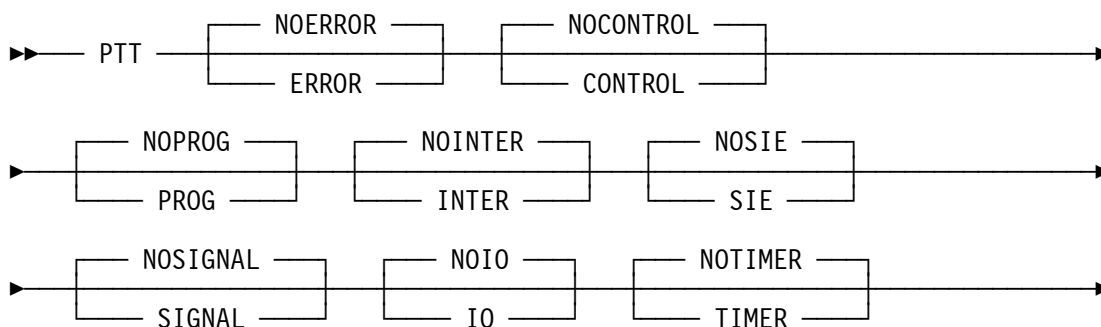 NOERROR NOCONTROL
PTT
ERROR CONTROL
NOPROG NOINTER NOSIE
PROG INTER SIE
NOSIGNAL NOIO NOTIMER
SIGNAL IO TIMER